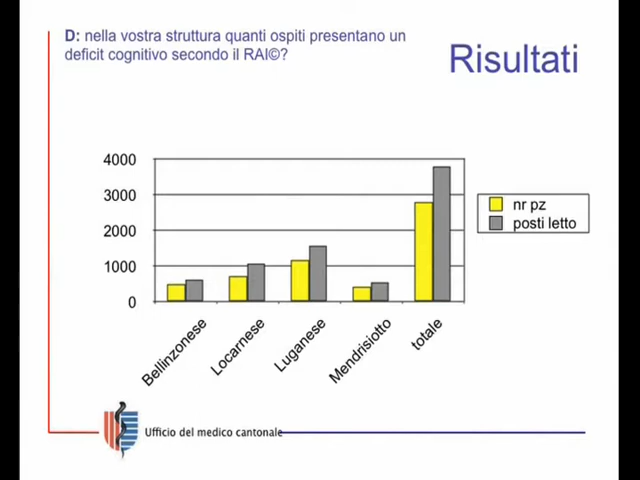 D: nella vostra struttura quanti ospiti presentano un
deficit cognitivo secondo il RAI©?
Risultati
4000
3000
2000
1000
0
nr pz
posti letto
Bellinzonese
Locarnese
Luganese
Mendrisiotto
totale
Ufficio del medico cantonale